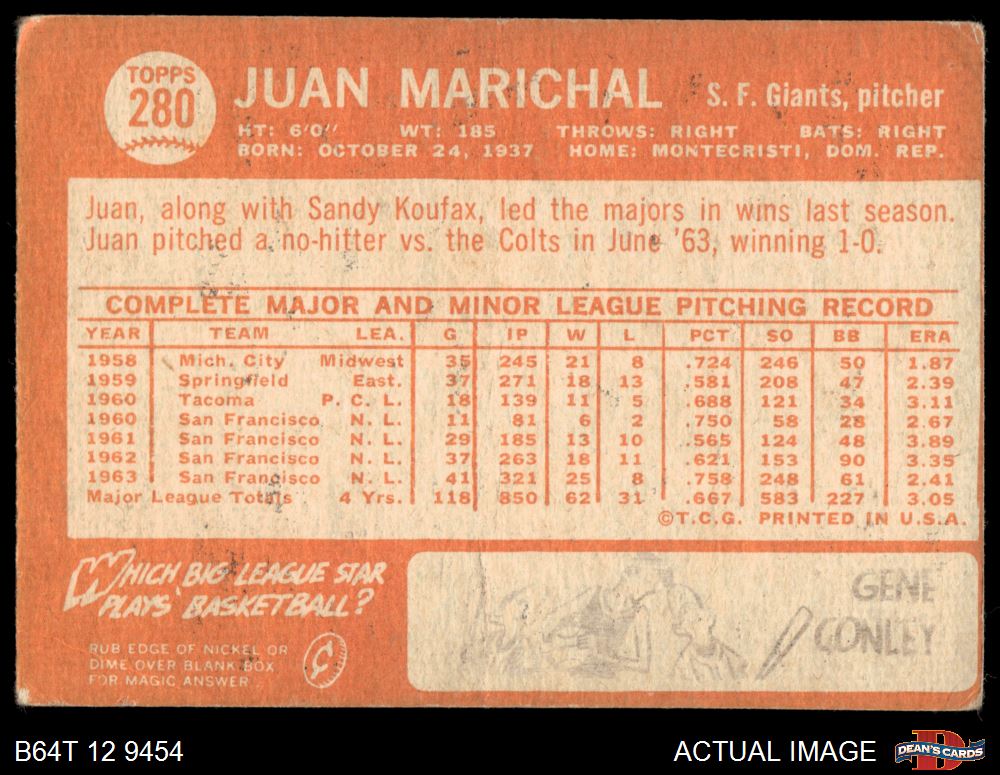 TOPPS
280
JUAN MARICHAL S. F. Giants, pitcher
HT: 6'0" WT: 185 THROWS: RIGHT BATS: RIGHT
BORN: OCTOBER 24, 1937 HOME: MONTECRISTI, DOM. REP.
Juan, along with Sandy Koufax, led the majors in wins last season.
Juan pitched a no-hitter vs. the Colts in June '63, winning 1-0.
COMPLETE MAJOR AND MINOR LEAGUE PITCHING RECORD
YEAR TEAM LEA. G IP W L PCT SO BB ERA
1958 Mich. City Midwest 35 245 21 8 .724 246 50 1.87
1959 Springfield East. 37 271 18 13 .581 208 47 2.39
1960 Tacoma P. C. L. 18 139 11 5 .688 121 34 3.11
1960 San Francisco N. L. 11 81 6 2 .750 58 28 2.67
1961 San Francisco N. L. 29 185 13 10 .565 124 48 3.89
1962 San Francisco N. L. 37 263 18 11 .621 153 90 3.35
1963 San Francisco N. L. 41 321 25 8 .758 248 61 2.41
Major League Totals 4 Yrs. 118 850 62 31 .667 583 227 3.05
©T.C.G. PRINTED IN U.S.A.
WHICH BIG LEAGUE STAR
PLAYS BASKETBALL?
RUB EDGE OF NICKEL OR
DIME OVER BLANK BOX
FOR MAGIC ANSWER
¢
GENE
CONLEY
B64T 12 9454 ACTUAL IMAGE DEAN'S CARDS